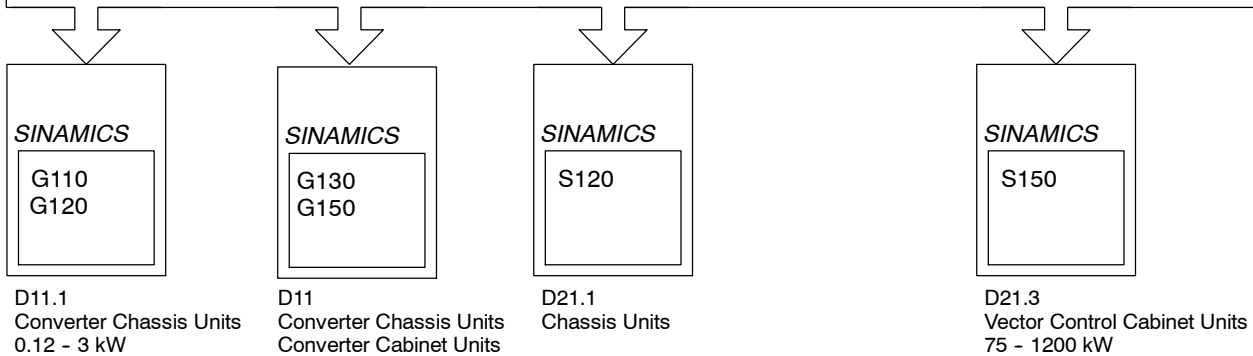 SINAMICS
G110
G120
D11.1
Converter Chassis Units
0.12 - 3 kW
SINAMICS
G130
G150
D11
Converter Chassis Units
Converter Cabinet Units
SINAMICS
S120
D21.1
Chassis Units
SINAMICS
S150
D21.3
Vector Control Cabinet Units
75 - 1200 kW